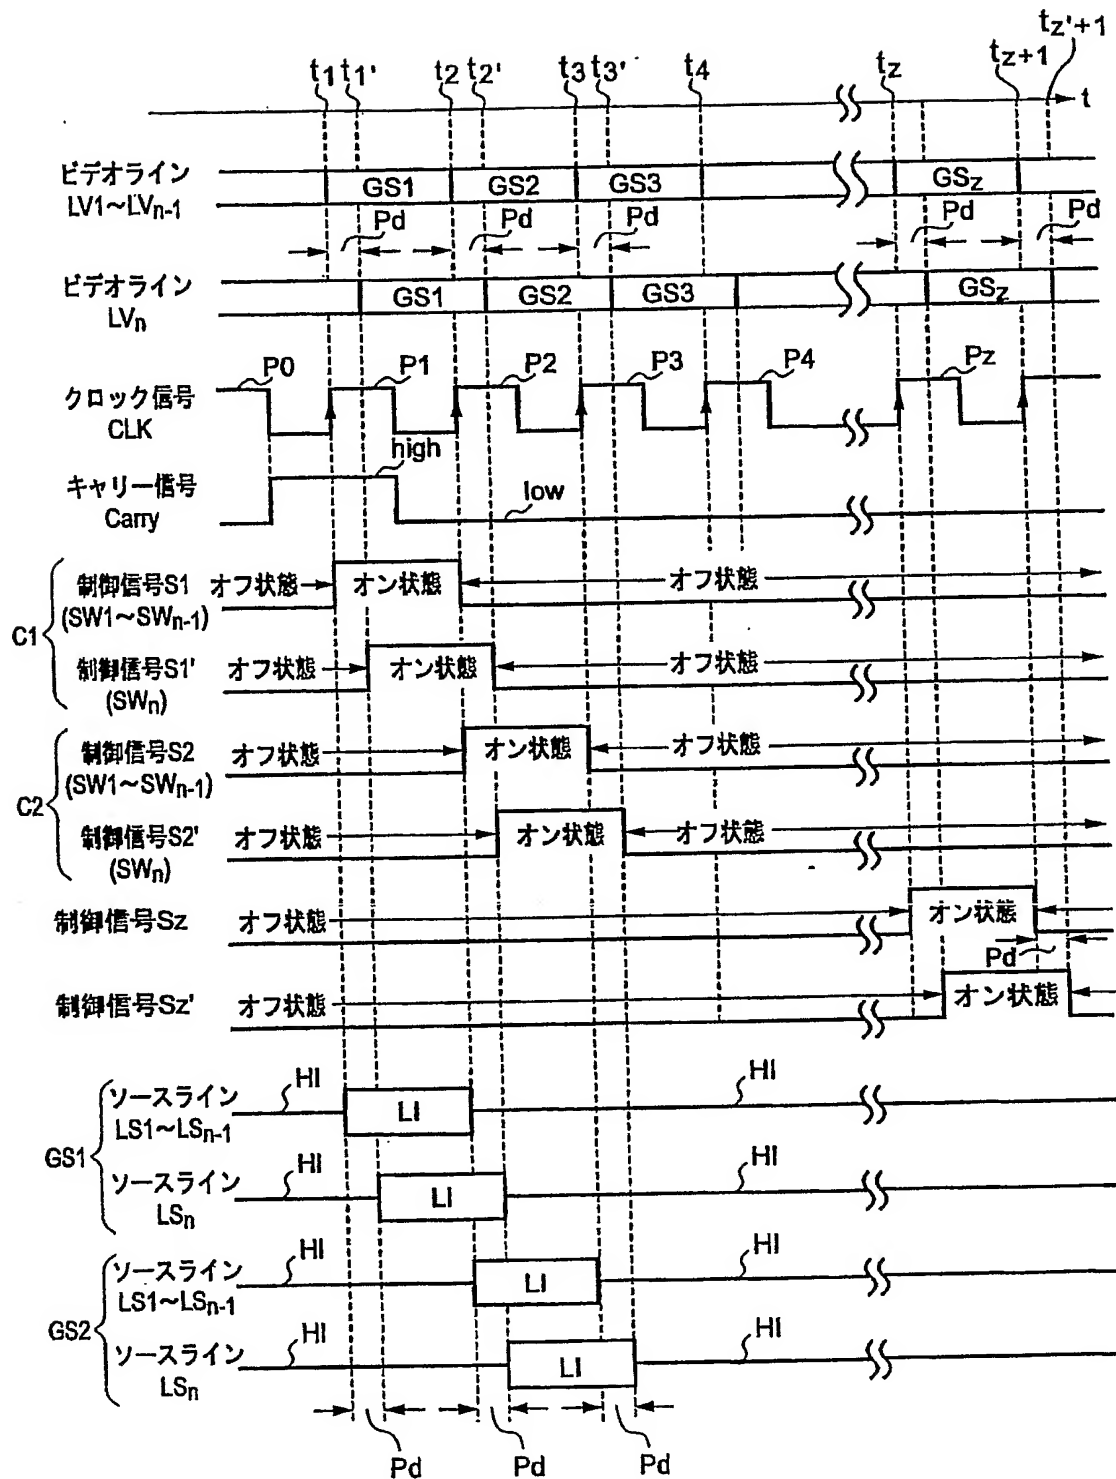 t1 t1' t2 t2' t3 t3' t4 tz tz+1 tz'+1
t
ビデオライン
LV1~LVn-1
GS1 GS2 GS3 GSz
Pd Pd Pd Pd Pd
ビデオライン
LVn
GS1 GS2 GS3 GSz
クロック信号
CLK
P0 P1 P2 P3 P4 Pz
キャリー信号
Carry
high
low
C1
制御信号S1
(SW1~SWn-1)
オフ状態 オン状態 オフ状態
制御信号S1'
(SWn)
オフ状態 オン状態 オフ状態
C2
制御信号S2
(SW1~SWn-1)
オフ状態 オン状態 オフ状態
制御信号S2'
(SWn)
オフ状態 オン状態 オフ状態
制御信号Sz
オフ状態 オン状態
Pd
制御信号Sz'
オフ状態 オン状態
GS1
ソースライン
LS1~LSn-1
HI LI HI
ソースライン
LSn
HI LI HI
GS2
ソースライン
LS1~LSn-1
HI LI HI
ソースライン
LSn
HI LI HI
Pd Pd Pd